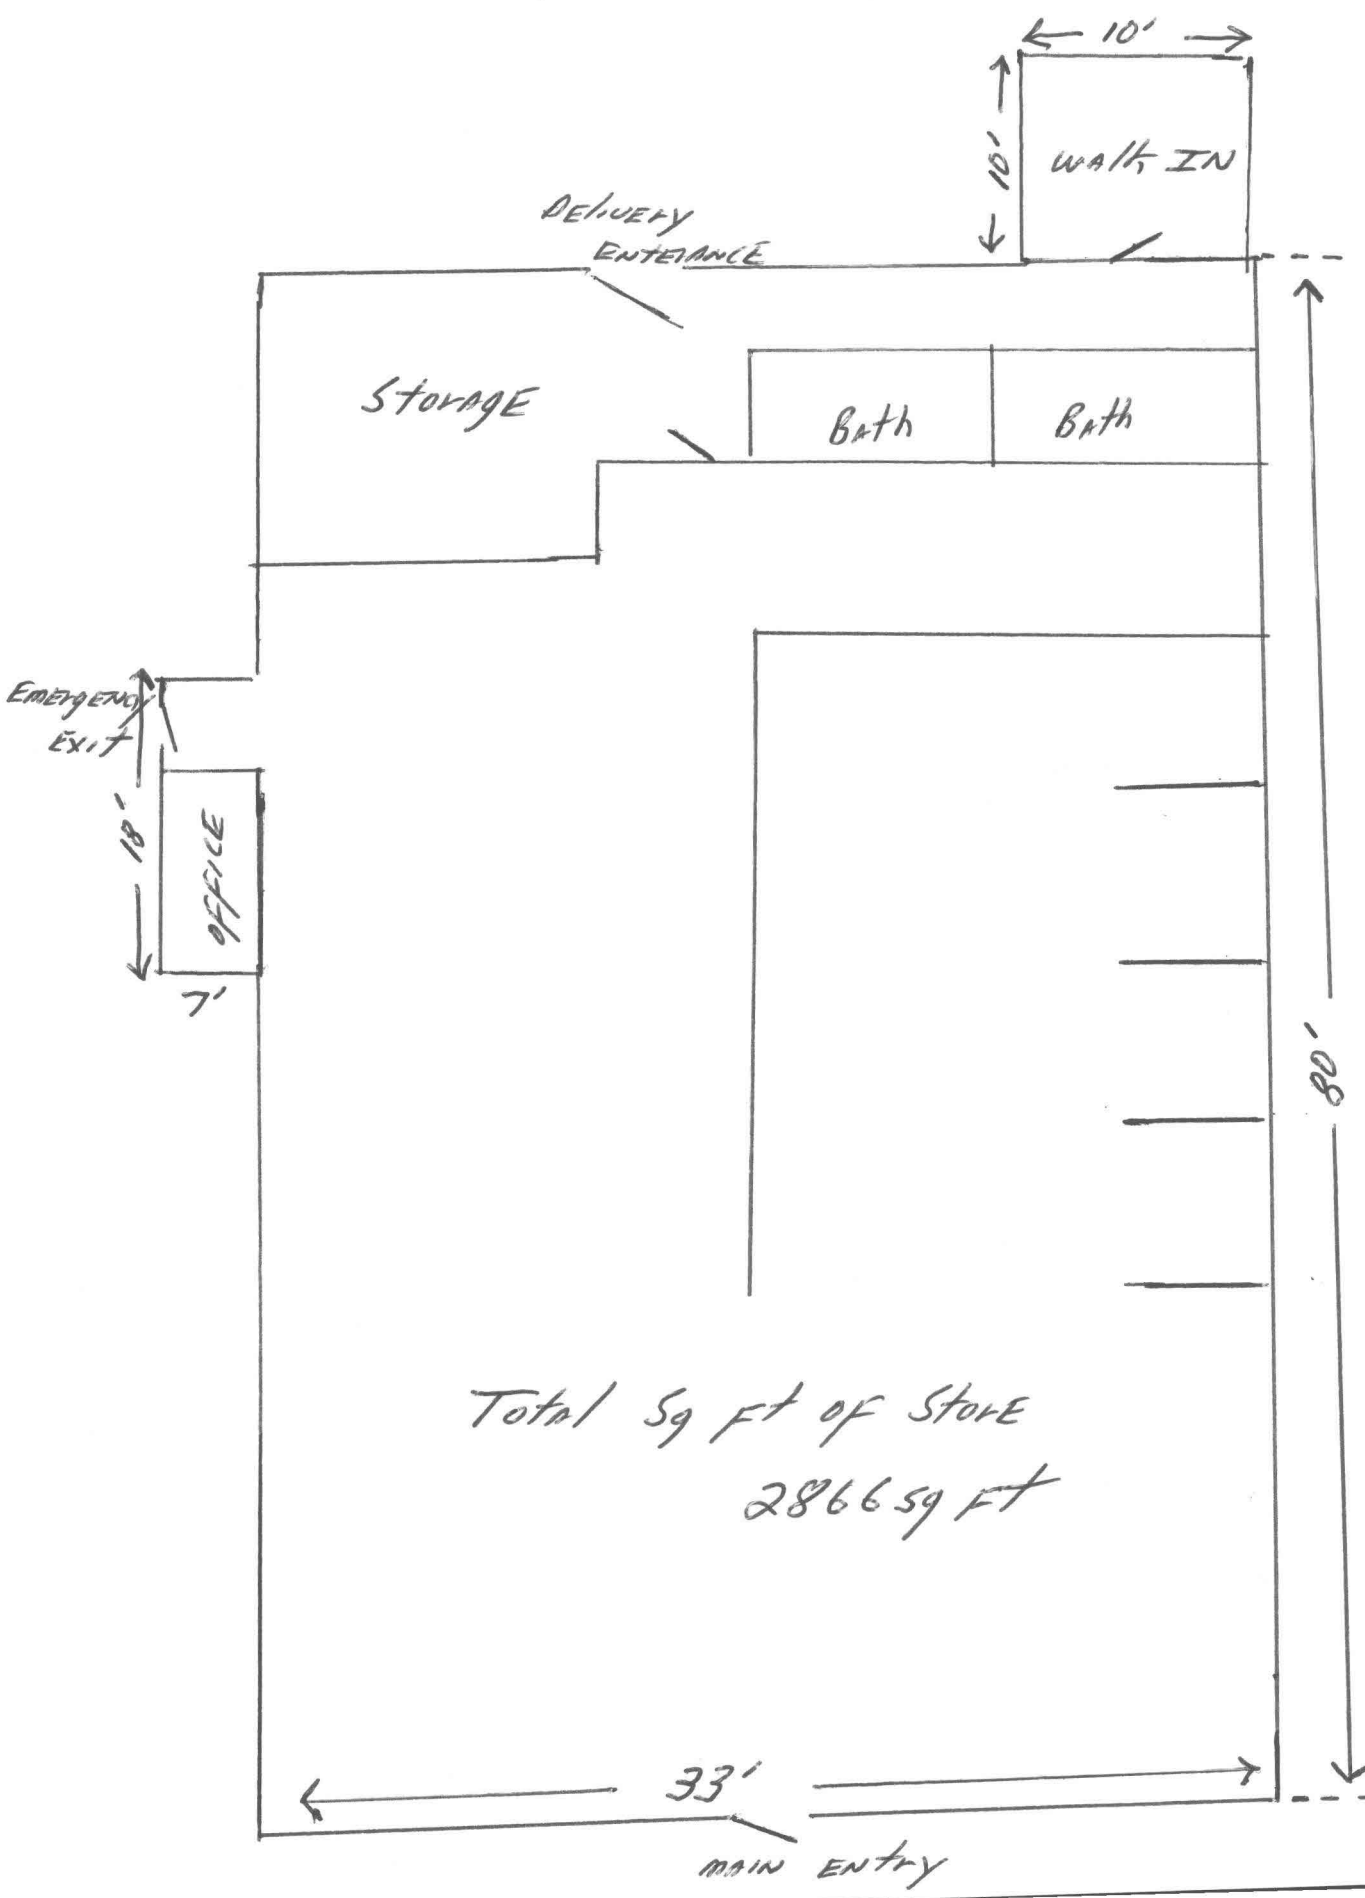 10'
10'
Walk IN
Delivery
Enterance
Storage
Bath
Bath
Emergency
Exit
18'
Office
7'
80'
Total Sq Ft of Store
2866 sq Ft
33'
Main Entry